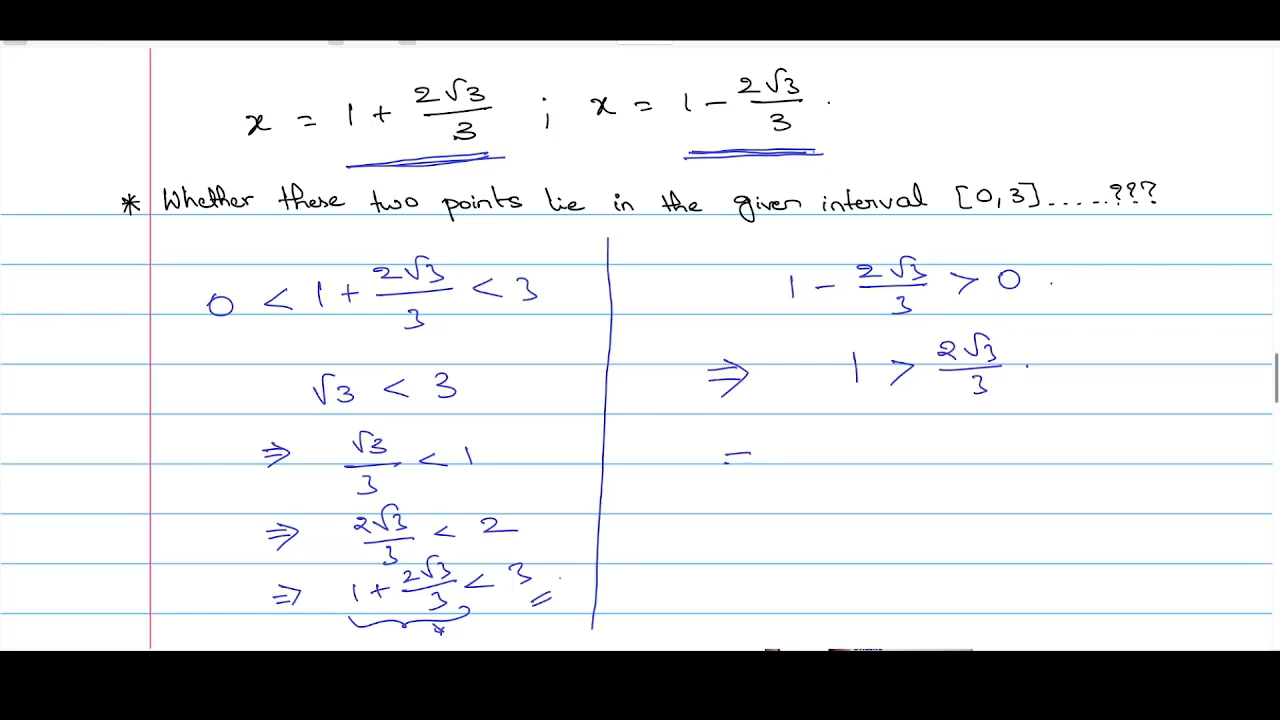 x = 1 + 2√3/3 ; x = 1 - 2√3/3 .
* Whether these two points lie in the given interval [0,3].....???
0 < 1 + 2√3/3 < 3
√3 < 3
⇒ √3/3 < 1
⇒ 2√3/3 < 2
⇒ 1 + 2√3/3 < 3
*
1 - 2√3/3 > 0 .
⇒ 1 > 2√3/3 .
=